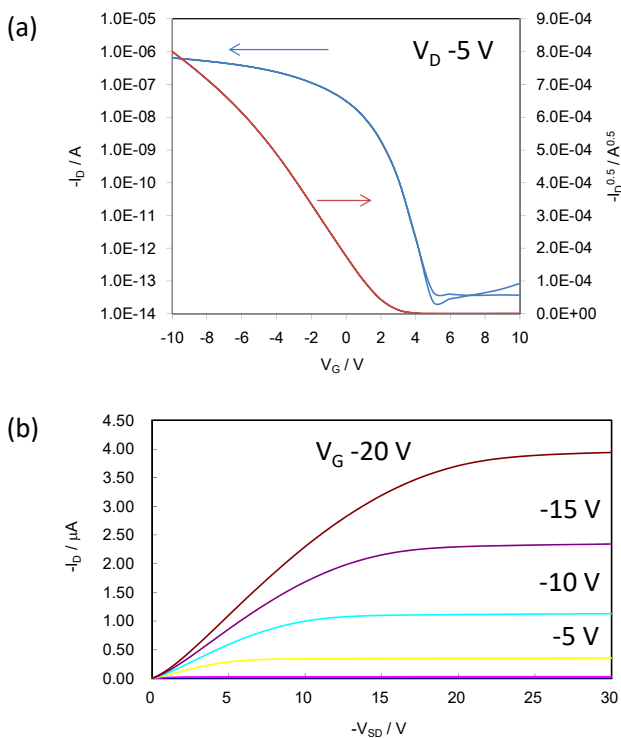 (a)
V_D -5 V
1.0E-05
1.0E-06
1.0E-07
1.0E-08
1.0E-09
1.0E-10
1.0E-11
1.0E-12
1.0E-13
1.0E-14
-I_D / A
9.0E-04
8.0E-04
7.0E-04
6.0E-04
5.0E-04
4.0E-04
3.0E-04
2.0E-04
1.0E-04
0.0E+00
-I_D^0.5 / A^0.5
-10 -8 -6 -4 -2 0 2 4 6 8 10
V_G / V
(b)
4.50
4.00
3.50
3.00
2.50
2.00
1.50
1.00
0.50
0.00
-I_D / µA
V_G -20 V
-15 V
-10 V
-5 V
0 5 10 15 20 25 30
-V_SD / V